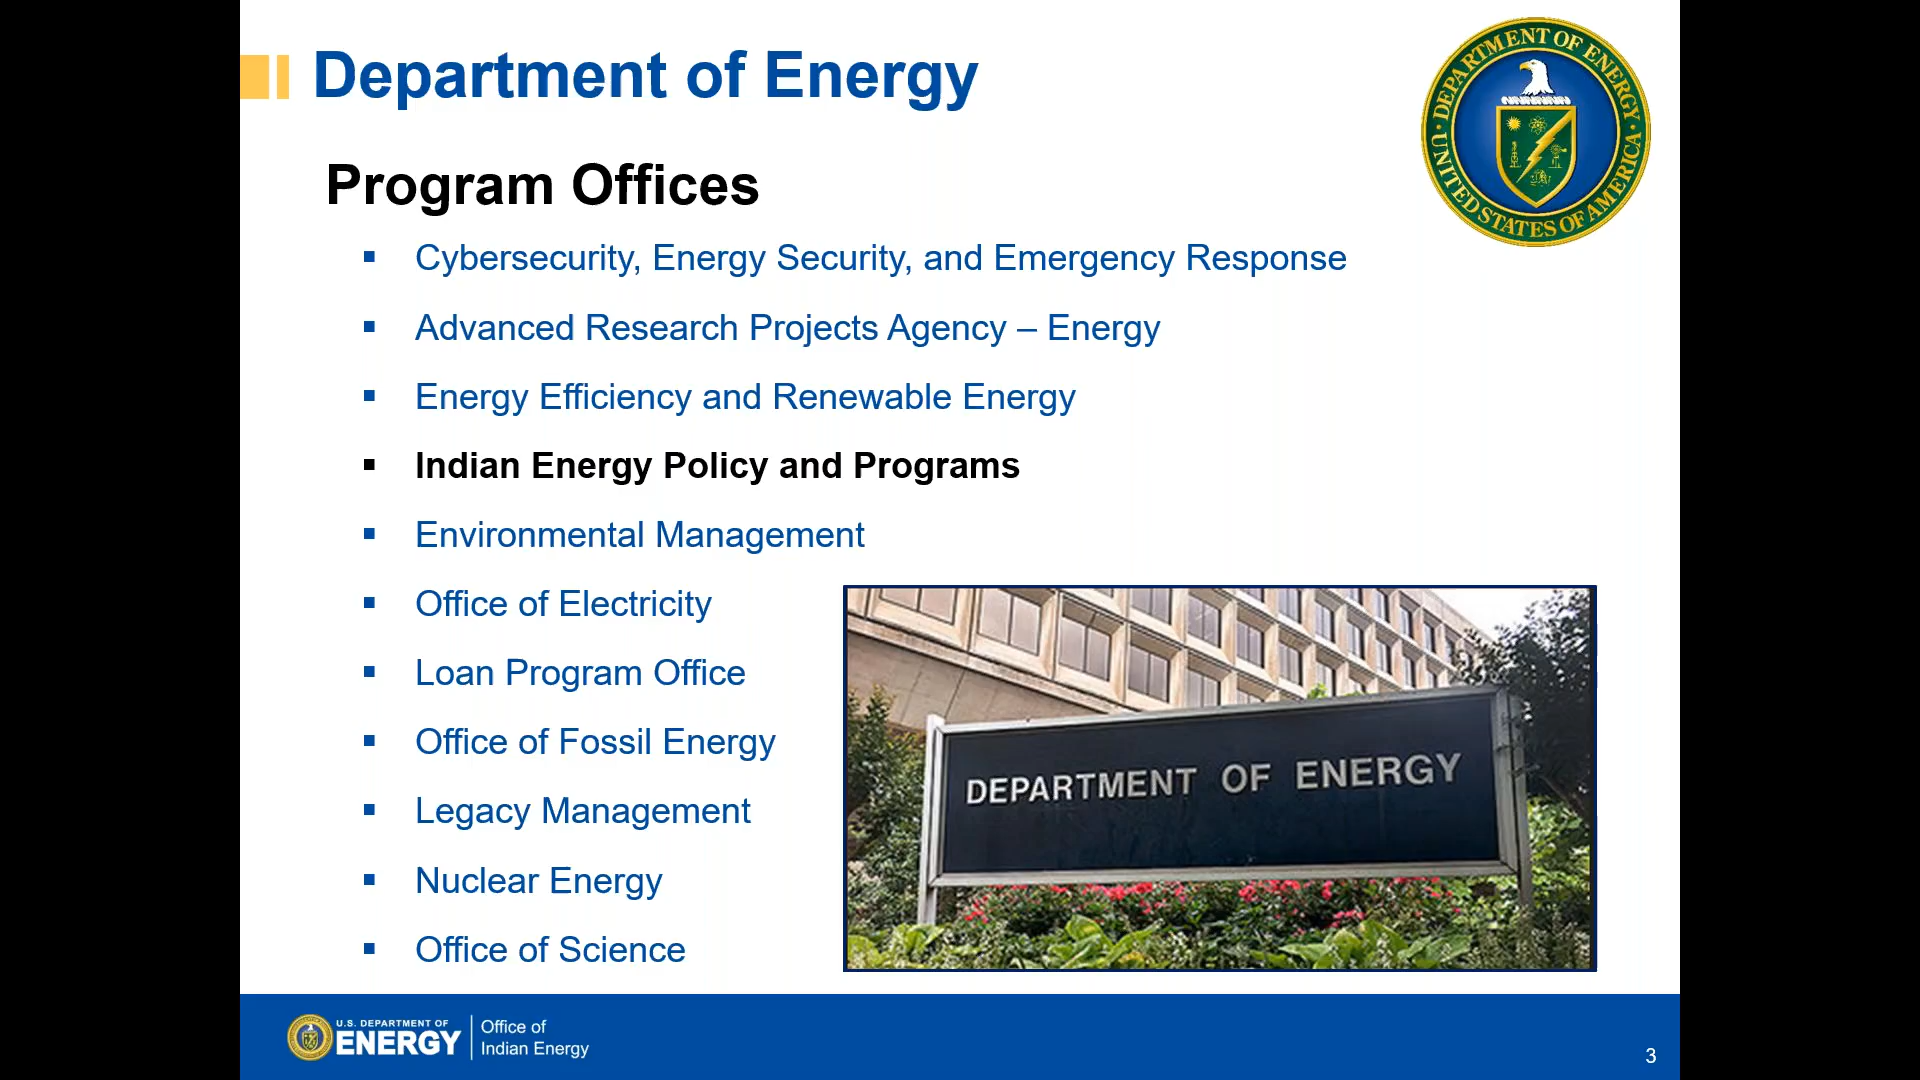 Department of Energy
DEPARTMENT OF ENERGY
UNITED STATES OF AMERICA
Program Offices
▪ Cybersecurity, Energy Security, and Emergency Response
▪ Advanced Research Projects Agency – Energy
▪ Energy Efficiency and Renewable Energy
▪ Indian Energy Policy and Programs
▪ Environmental Management
▪ Office of Electricity
▪ Loan Program Office
▪ Office of Fossil Energy
▪ Legacy Management
▪ Nuclear Energy
▪ Office of Science
DEPARTMENT OF ENERGY
U.S. DEPARTMENT OF
ENERGY
Office of
Indian Energy
3